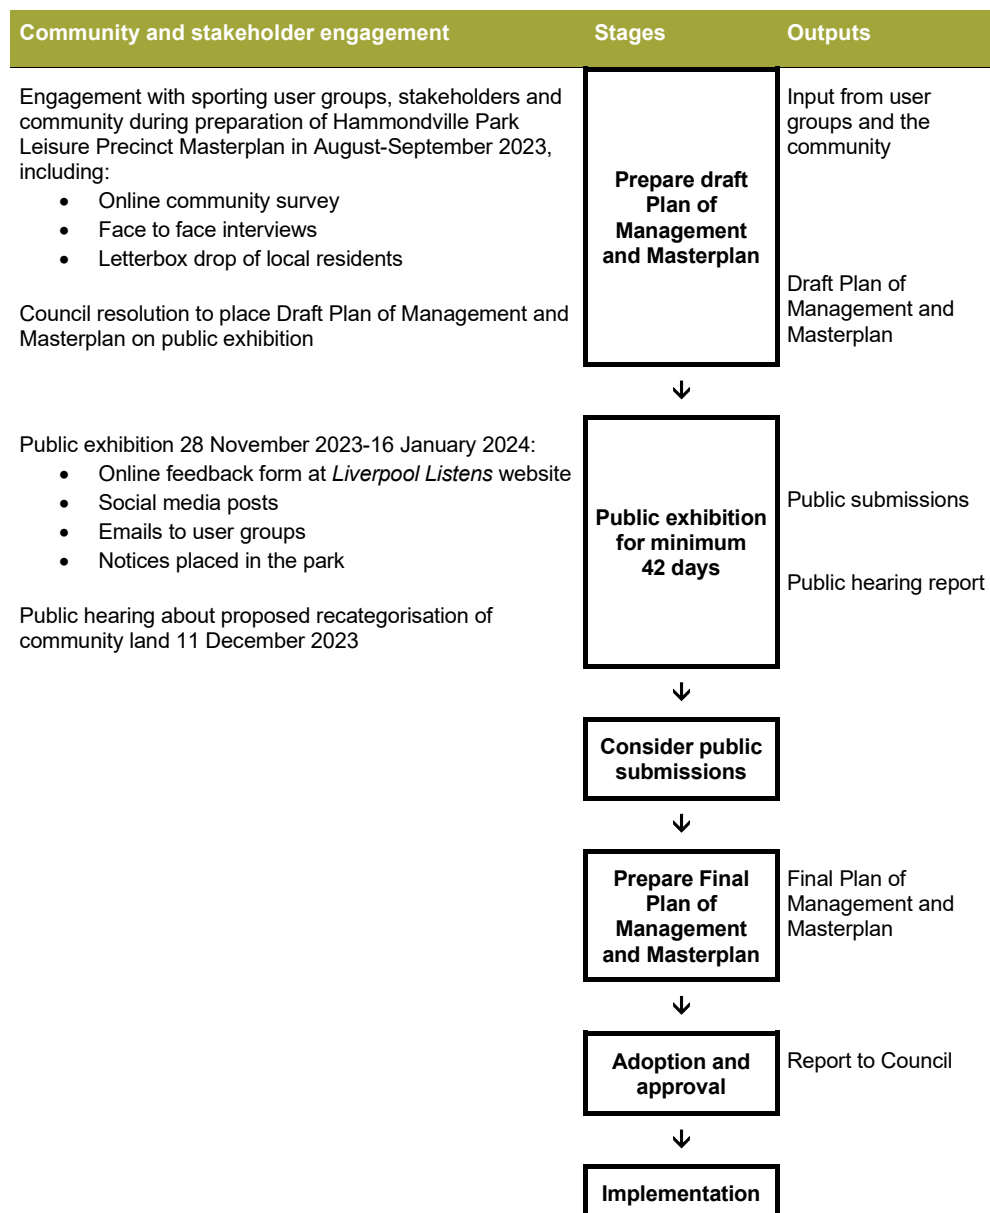 Community and stakeholder engagement
Stages
Outputs
Engagement with sporting user groups, stakeholders and
community during preparation of Hammondville Park
Leisure Precinct Masterplan in August-September 2023,
including:
• Online community survey
• Face to face interviews
• Letterbox drop of local residents
Council resolution to place Draft Plan of Management and
Masterplan on public exhibition
Prepare draft
Plan of
Management
and Masterplan
Input from user
groups and the
community
Draft Plan of
Management and
Masterplan
Public exhibition 28 November 2023-16 January 2024:
• Online feedback form at Liverpool Listens website
• Social media posts
• Emails to user groups
• Notices placed in the park
Public hearing about proposed recategorisation of
community land 11 December 2023
Public exhibition
for minimum
42 days
Public submissions
Public hearing report
Consider public
submissions
Prepare Final
Plan of
Management
and Masterplan
Final Plan of
Management and
Masterplan
Adoption and
approval
Report to Council
Implementation